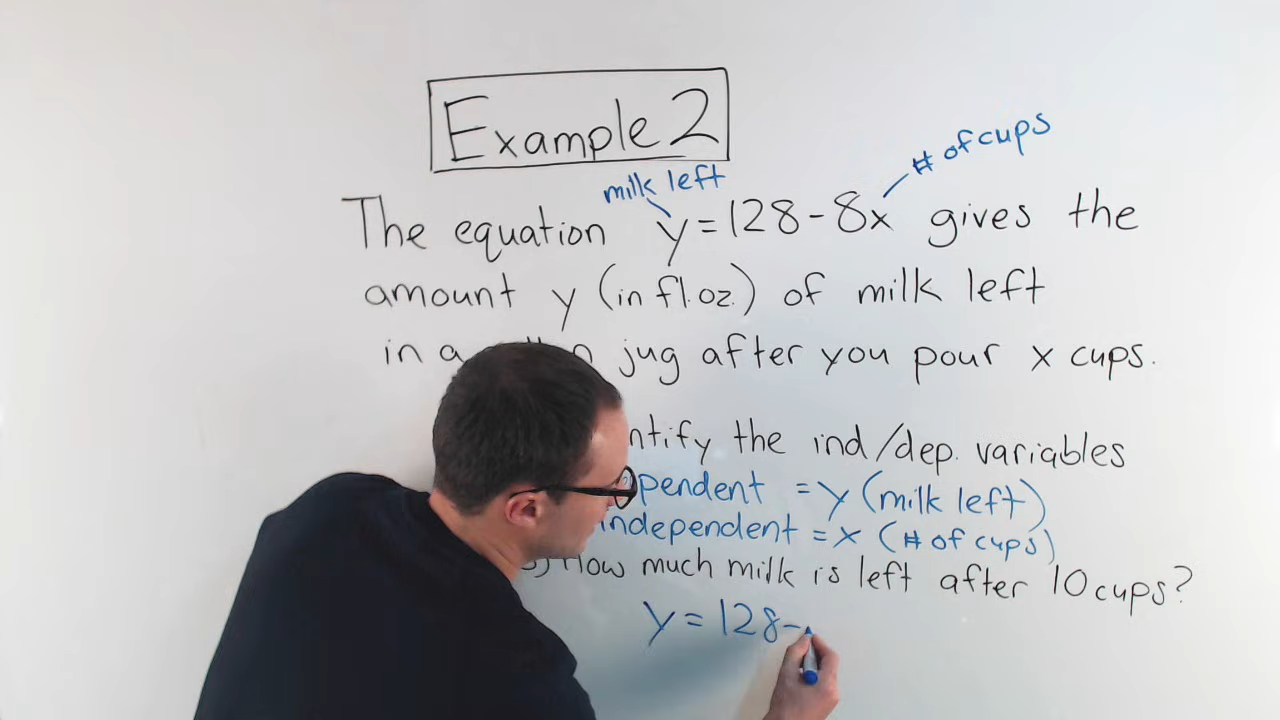 Example 2
milk left
# of cups
The equation y=128-8x gives the
amount y (in fl.oz.) of milk left
in a jug after you pour x cups.
the ind/dep. variables
= y (milk left)
independent = x (# of cups)
How much milk is left after 10 cups?
y = 128-